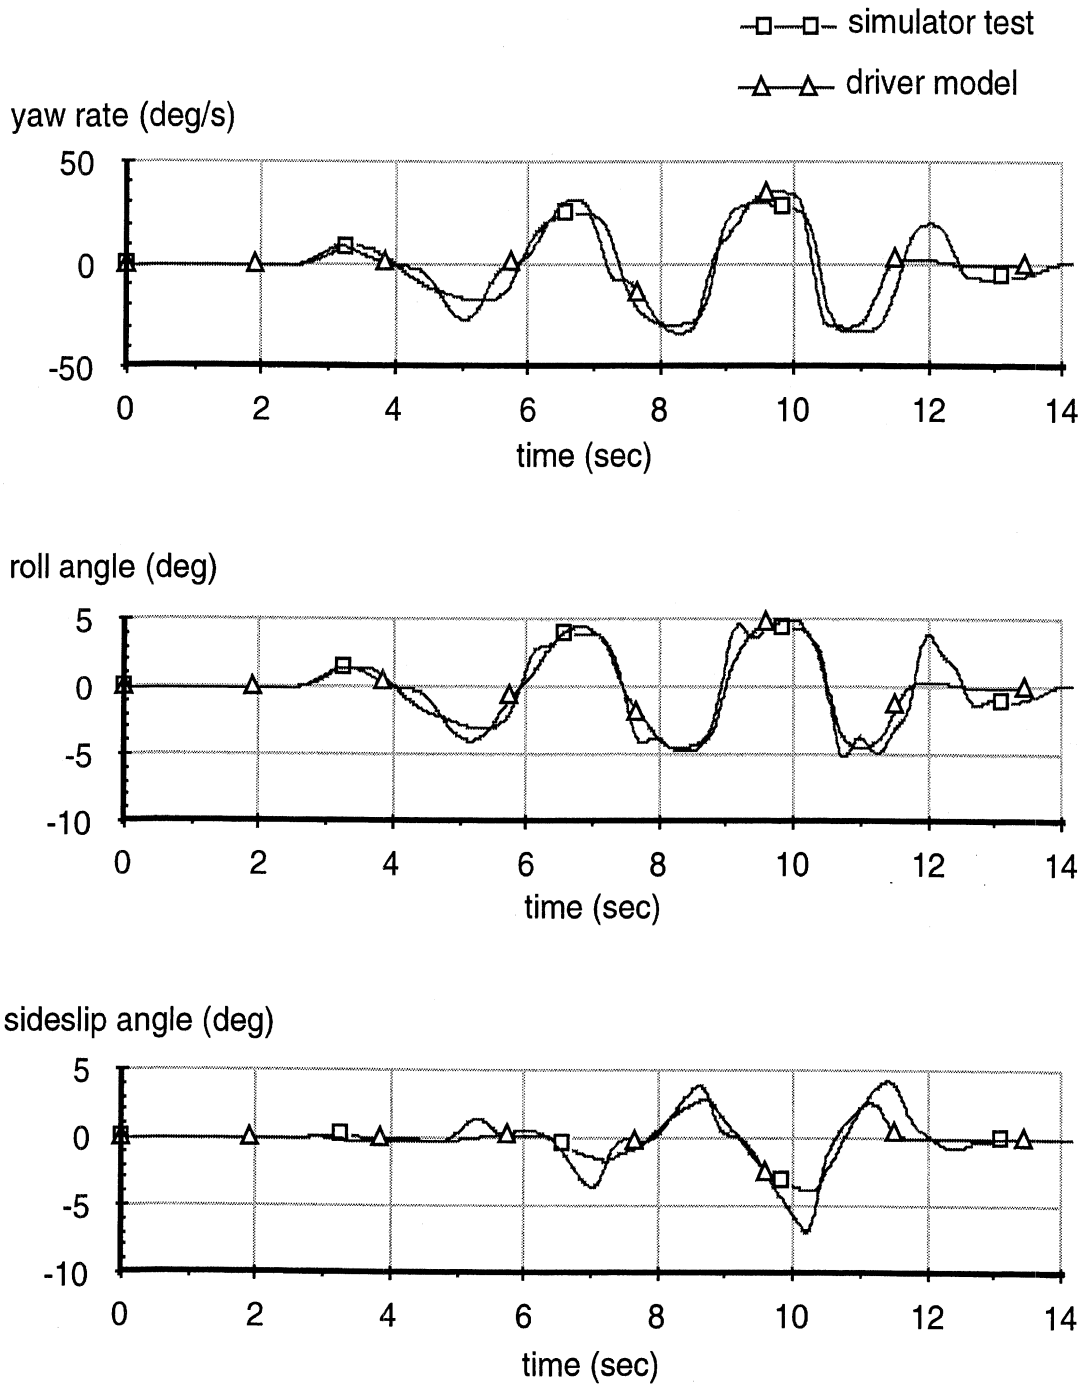 simulator test
driver model
yaw rate (deg/s)
50
0
-50
0 2 4 6 8 10 12 14
time (sec)
roll angle (deg)
5
0
-5
-10
0 2 4 6 8 10 12 14
time (sec)
sideslip angle (deg)
5
0
-5
-10
0 2 4 6 8 10 12 14
time (sec)